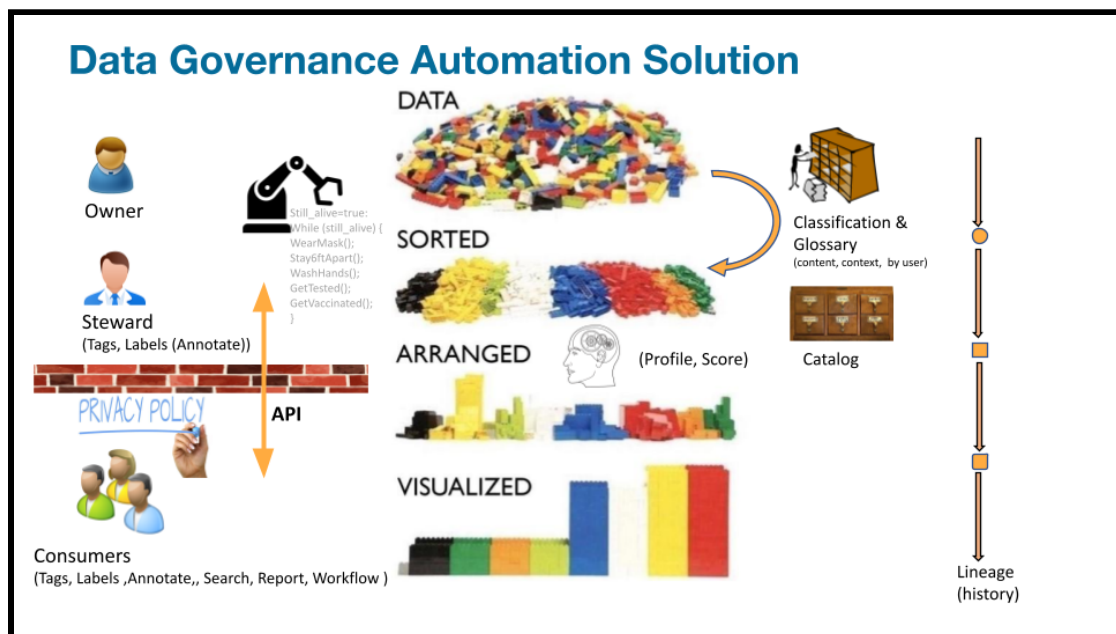 Data Governance Automation Solution
Owner
Steward
(Tags, Labels (Annotate))
PRIVACY POLICY
Consumers
(Tags, Labels ,Annotate,, Search, Report, Workflow )
Still_alive=true:
While (still_alive) {
WearMask();
Stay6ftApart();
WashHands();
GetTested();
GetVaccinated();
}
API
DATA
SORTED
ARRANGED
(Profile, Score)
VISUALIZED
Classification &
Glossary
(content, context, by user)
Catalog
Lineage
(history)